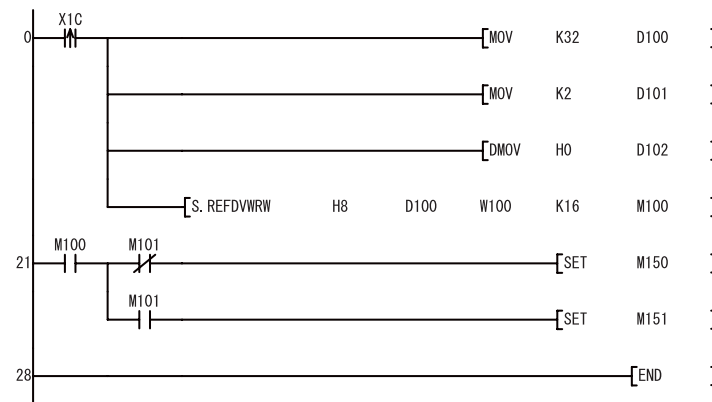 X1C
0 [MOV K32 D100 ]
[MOV K2 D101 ]
[DMOV H0 D102 ]
[S.REFDVWRW H8 D100 W100 K16 M100 ]
M100 M101
21 [SET M150 ]
M101
[SET M151 ]
28 [END ]